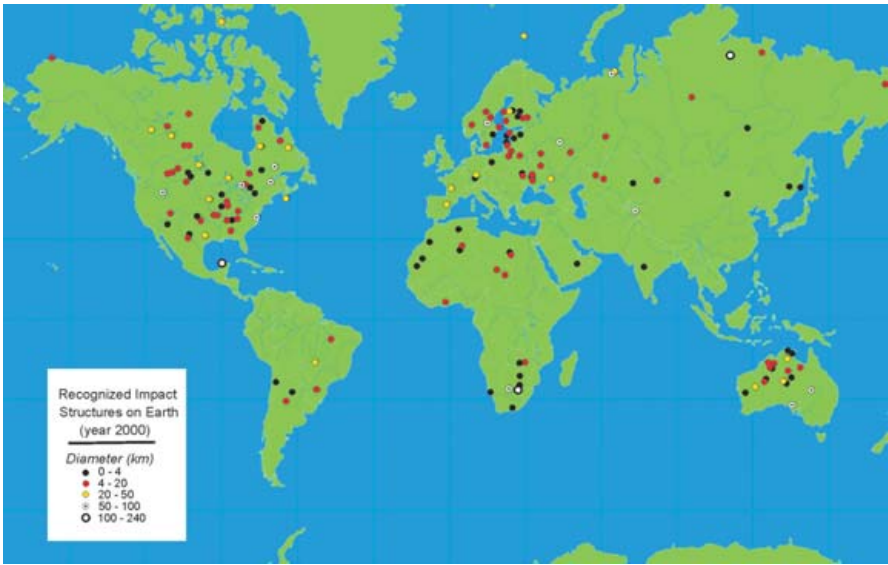 Recognized Impact
Structures on Earth
(year 2000)
Diameter (km)
0 - 4
4 - 20
20 - 50
50 - 100
100 - 240